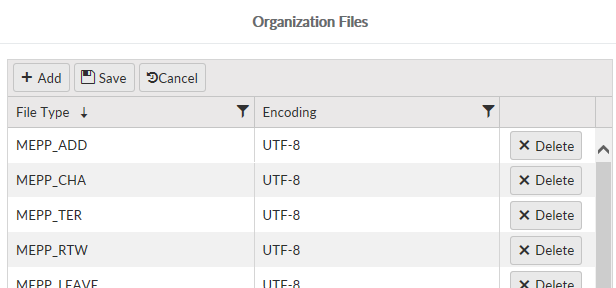 Organization Files
Add Save Cancel
File Type Encoding
MEPP_ADD UTF-8 Delete
MEPP_CHA UTF-8 Delete
MEPP_TER UTF-8 Delete
MEPP_RTW UTF-8 Delete
MEPP_LEAVE UTF-8 Delete